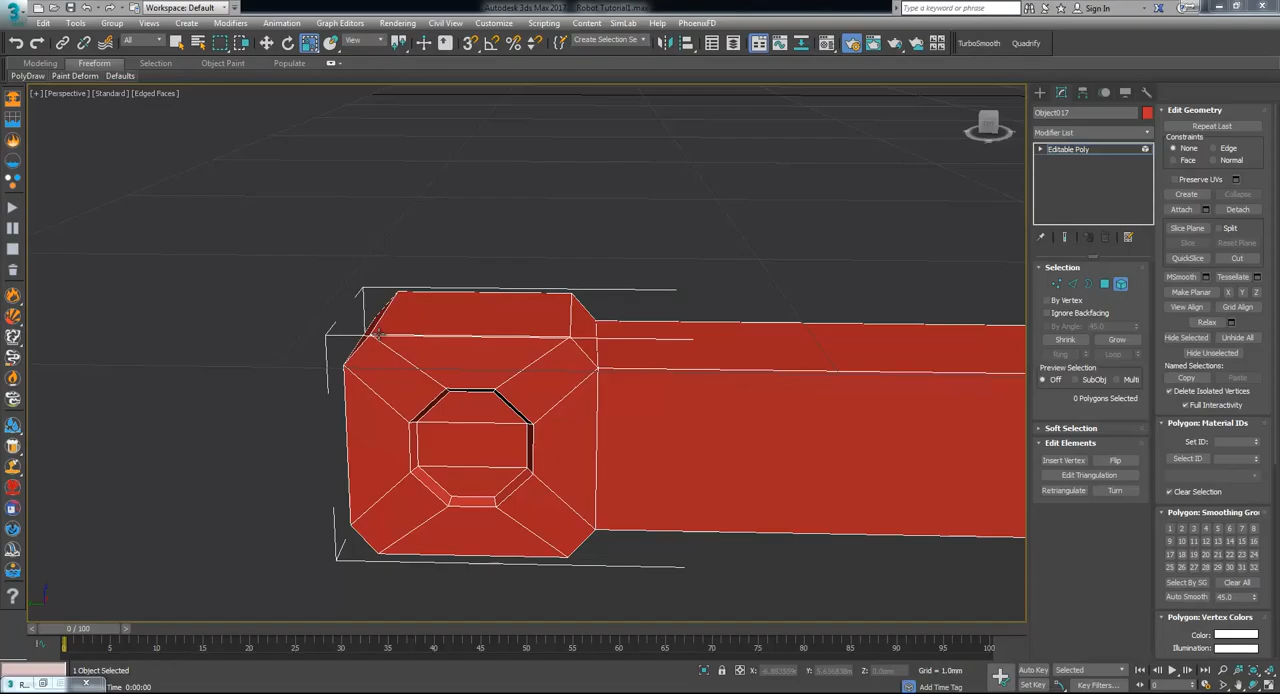 Autodesk 3ds Max 2017 Robot Tutorial1.max
Workspace: Default
Type a keyword or phrase
Sign In
Edit Tools Group Views Create Modifiers Animation Graph Editors Rendering Civil View Customize Scripting Content SimLab Help PhoenixFD
All View Create Selection Se TurboSmooth Quadrify
Modeling Freeform Selection Object Paint Populate
PolyDraw Paint Deform Defaults
[+] [Perspective] [Standard] [Edged Faces]
Object017
Modifier List
Editable Poly
Selection
By Vertex
Ignore Backfacing
By Angle: 45.0
Shrink Grow
Ring Loop
Preview Selection
Off SubObj Multi
0 Polygons Selected
Soft Selection
Edit Elements
Insert Vertex Flip
Edit Triangulation
Retriangulate Turn
Edit Geometry
Repeat Last
Constraints
None Edge
Face Normal
Preserve UVs
Create Collapse
Attach Detach
Slice Plane Split
Slice Reset Plane
QuickSlice Cut
MSmooth Tessellate
Make Planar X Y Z
View Align Grid Align
Relax
Hide Selected Unhide All
Hide Unselected
Named Selections:
Copy Paste
Delete Isolated Vertices
Full Interactivity
Polygon: Material IDs
Set ID:
Select ID
Clear Selection
Polygon: Smoothing Gro
1 2 3 4 5 6 7 8
9 10 11 12 13 14 15 16
17 18 19 20 21 22 23 24
25 26 27 28 29 30 31 32
Select By SG Clear All
Auto Smooth 45.0
Polygon: Vertex Colors
Color:
Illumination:
0 / 100
0 5 10 15 20 25 30 35 40 45 50 55 60 65 70 75 80 85 90 95 100
1 Object Selected
X: Y: Z: Grid = 1.0mm
Auto Key Selected
R...
Time 0:00:00
Add Time Tag
Set Key Key Filters...
0